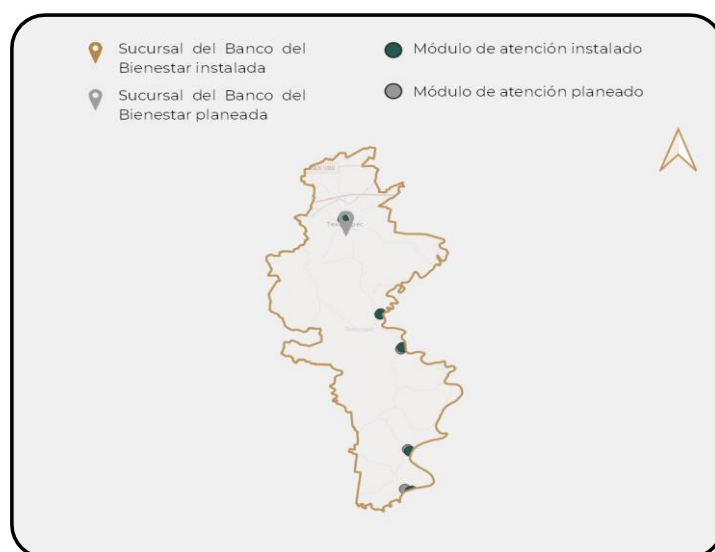 Sucursal del Banco del
Bienestar instalada
Módulo de atención instalado
Sucursal del Banco del
Bienestar planeada
Módulo de atención planeado